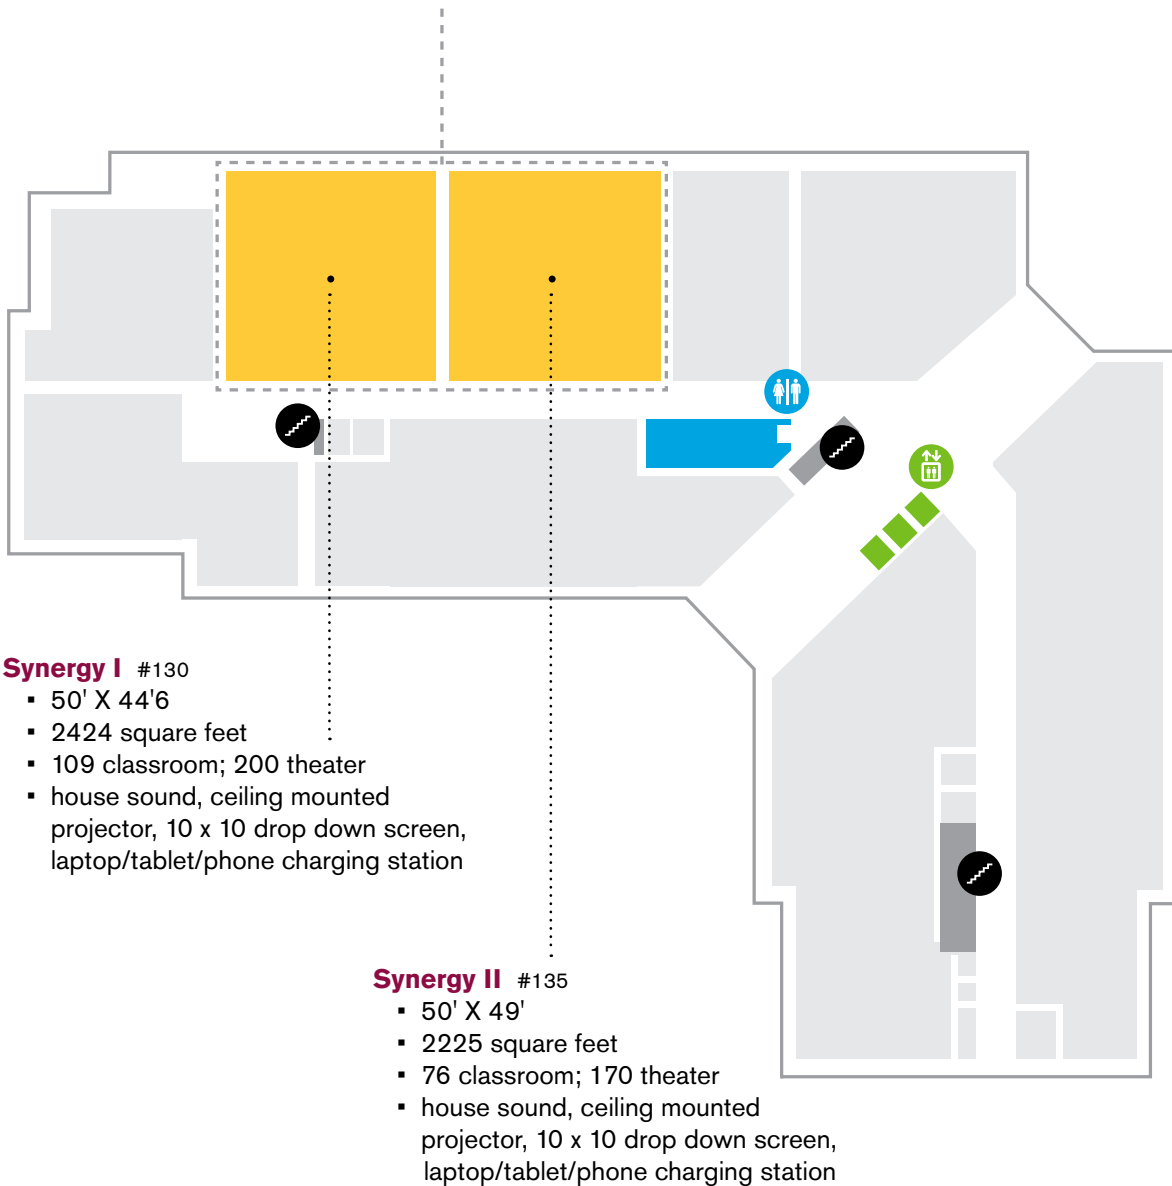 Synergy I #130
▪ 50' X 44'6
▪ 2424 square feet
▪ 109 classroom; 200 theater
▪ house sound, ceiling mounted
projector, 10 x 10 drop down screen,
laptop/tablet/phone charging station
Synergy II #135
▪ 50' X 49'
▪ 2225 square feet
▪ 76 classroom; 170 theater
▪ house sound, ceiling mounted
projector, 10 x 10 drop down screen,
laptop/tablet/phone charging station